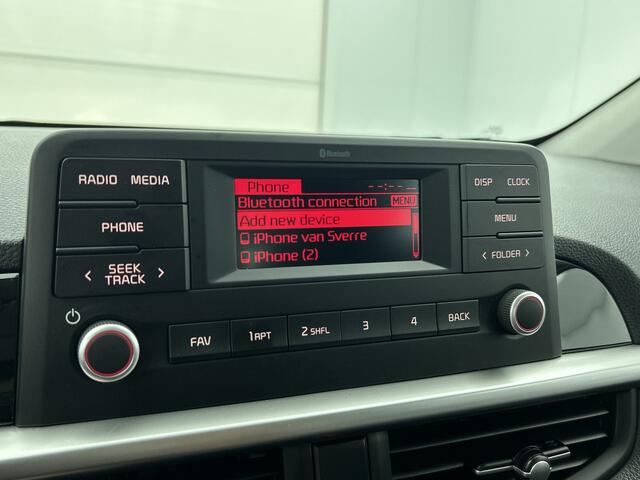 Bluetooth
RADIO MEDIA
PHONE
< SEEK TRACK >
Phone --:--
Bluetooth connection MENU
Add new device
iPhone van Sverre
iPhone (2)
DISP CLOCK
MENU
< FOLDER >
FAV
1 RPT
2 SHFL
3
4
BACK